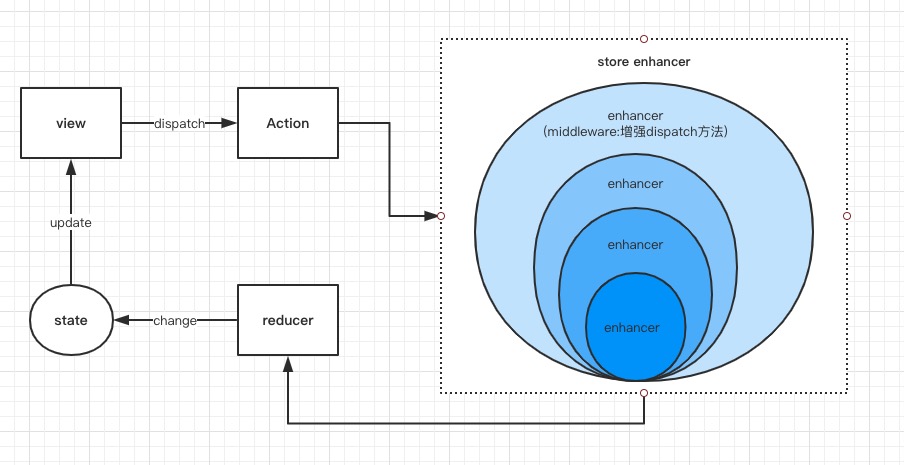 store enhancer
view
dispatch
Action
enhancer
(middleware:增强dispatch方法)
enhancer
update
enhancer
state
change
reducer
enhancer